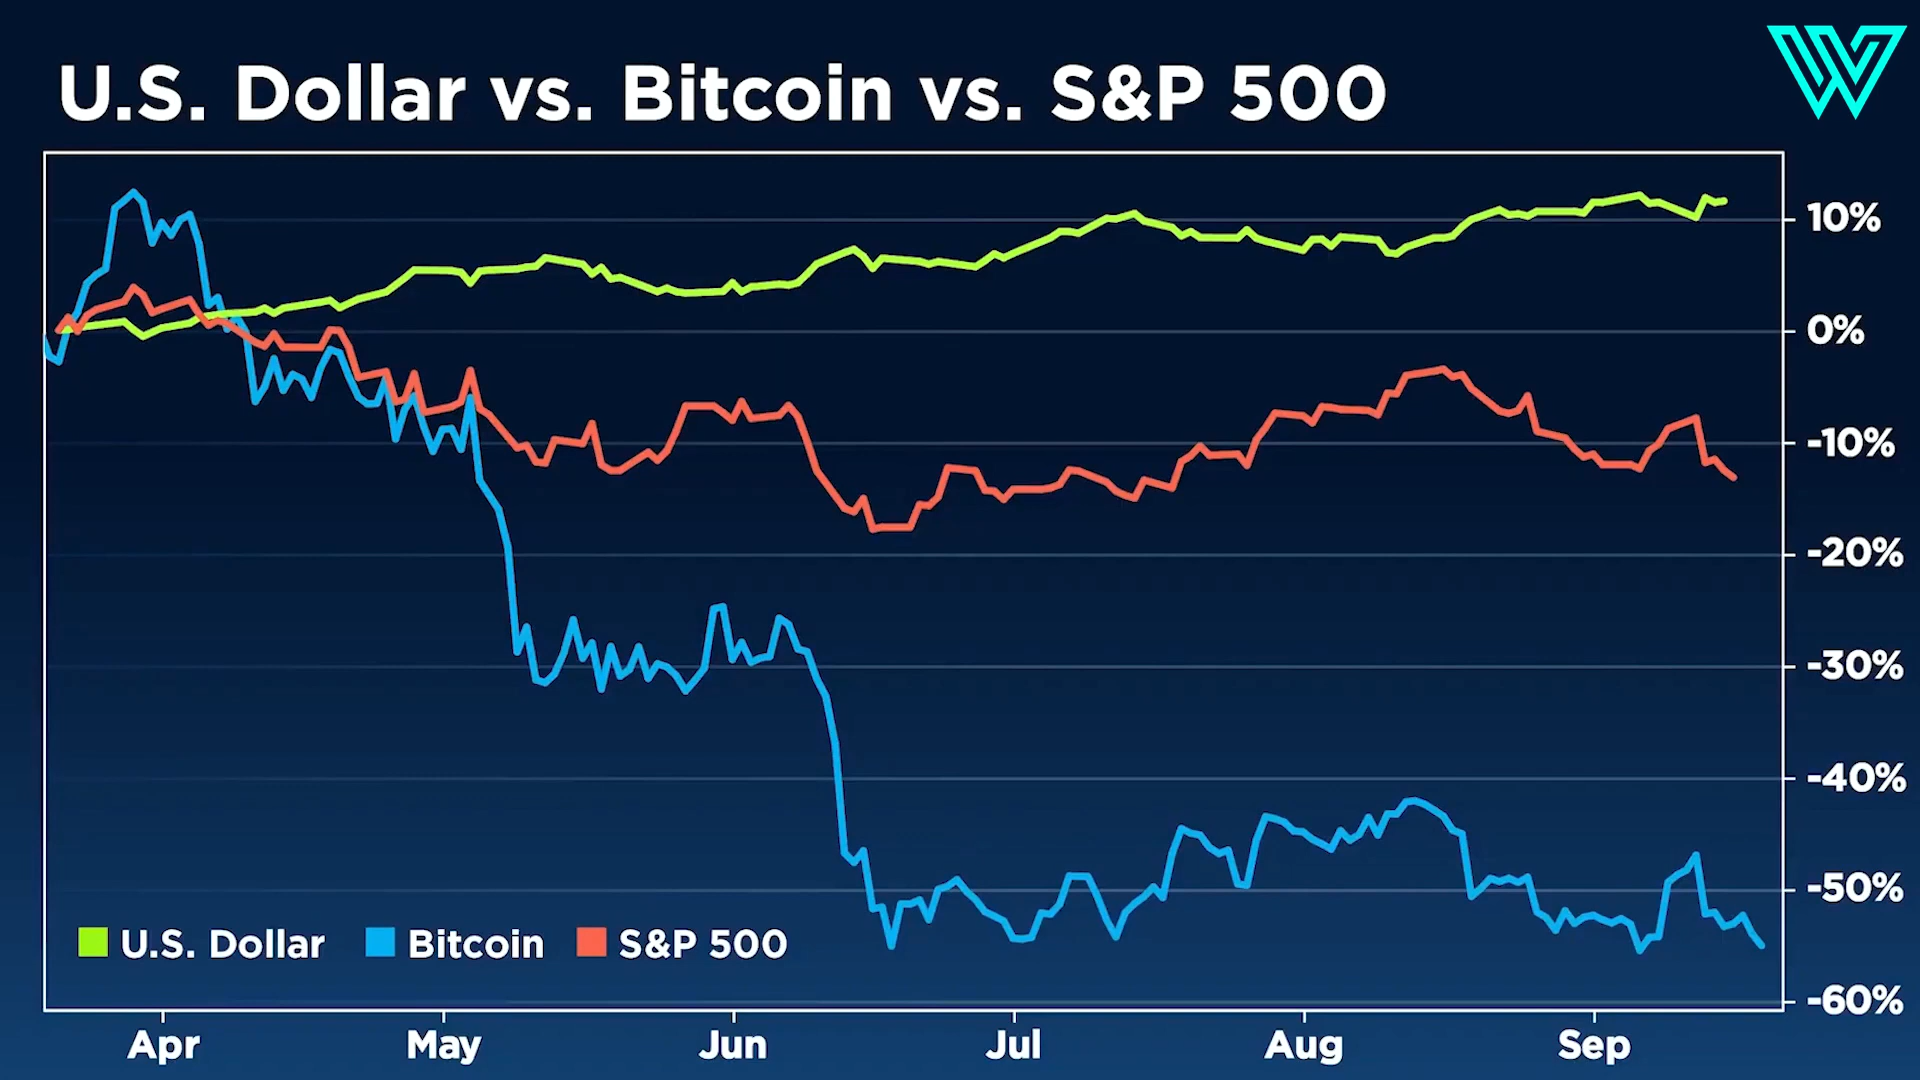 U.S. Dollar vs. Bitcoin vs. S&P 500
10%
0%
-10%
-20%
-30%
-40%
-50%
-60%
U.S. Dollar Bitcoin S&P 500
Apr May Jun Jul Aug Sep